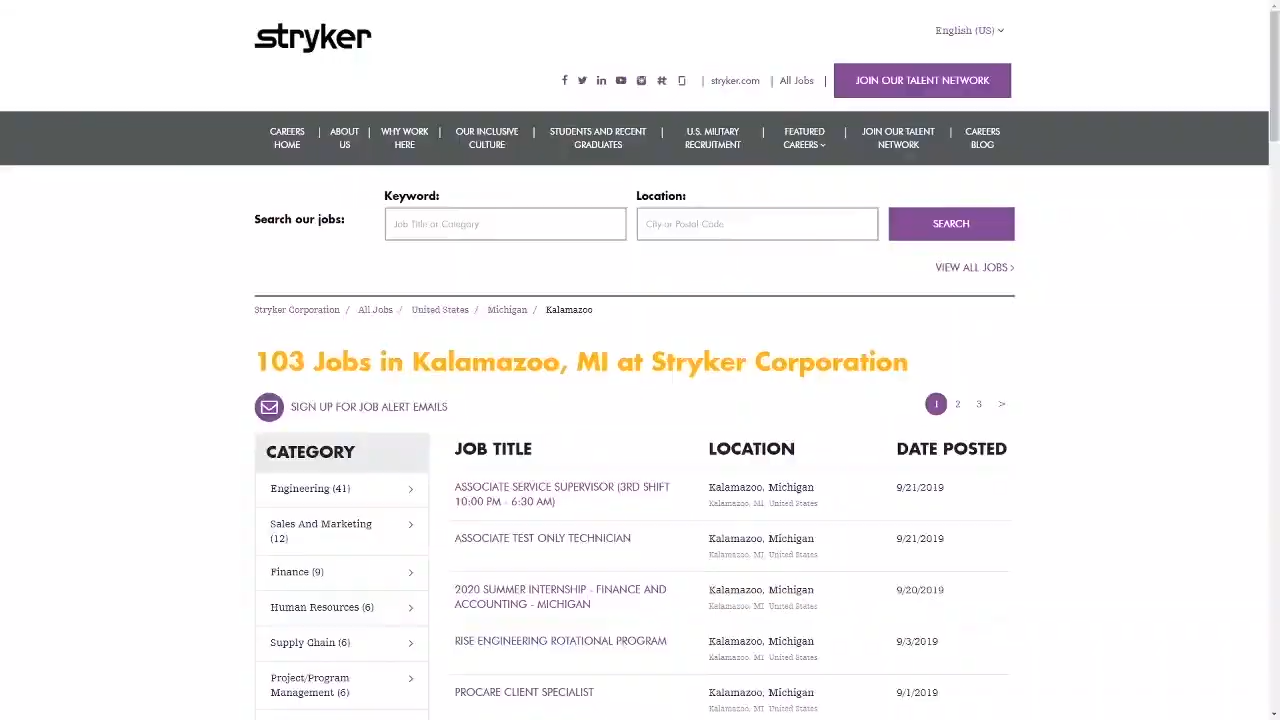 stryker
English (US)
stryker.com
All Jobs
JOIN OUR TALENT NETWORK
CAREERS HOME
ABOUT US
WHY WORK HERE
OUR INCLUSIVE CULTURE
STUDENTS AND RECENT GRADUATES
U.S. MILITARY RECRUITMENT
FEATURED CAREERS
JOIN OUR TALENT NETWORK
CAREERS BLOG
Search our jobs:
Keyword:
Job Title or Category
Location:
City or Postal Code
SEARCH
VIEW ALL JOBS >
Stryker Corporation / All Jobs / United States / Michigan / Kalamazoo
103 Jobs in Kalamazoo, MI at Stryker Corporation
SIGN UP FOR JOB ALERT EMAILS
1 2 3 >
CATEGORY
Engineering (41)
Sales And Marketing
(12)
Finance (9)
Human Resources (6)
Supply Chain (6)
Project/Program
Management (6)
JOB TITLE LOCATION DATE POSTED
ASSOCIATE SERVICE SUPERVISOR (3RD SHIFT
10:00 PM - 6:30 AM)
Kalamazoo, Michigan
Kalamazoo, MI, United States
9/21/2019
ASSOCIATE TEST ONLY TECHNICIAN
Kalamazoo, Michigan
Kalamazoo, MI, United States
9/21/2019
2020 SUMMER INTERNSHIP - FINANCE AND
ACCOUNTING - MICHIGAN
Kalamazoo, Michigan
Kalamazoo, MI, United States
9/20/2019
RISE ENGINEERING ROTATIONAL PROGRAM
Kalamazoo, Michigan
Kalamazoo, MI, United States
9/3/2019
PROCARE CLIENT SPECIALIST
Kalamazoo, Michigan
Kalamazoo, MI, United States
9/1/2019